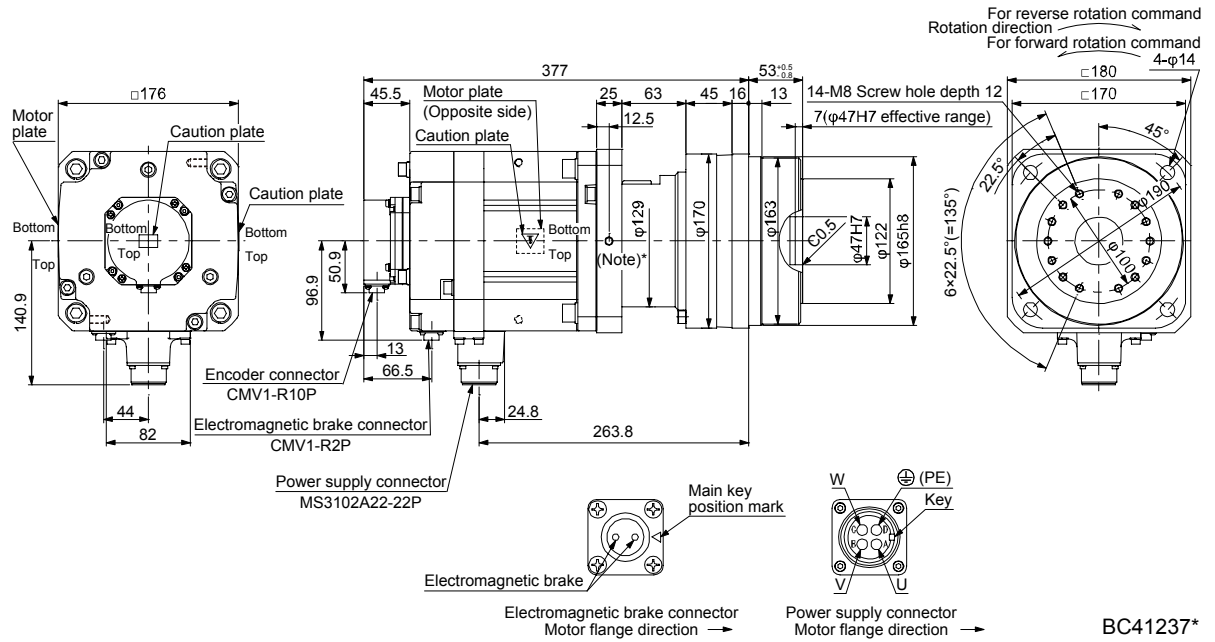 For reverse rotation command
Rotation direction
For forward rotation command
377
53 +0.5 -0.8
□180
4-φ14
□176
45.5
Motor plate
(Opposite side)
Caution plate
25
63
45
16
13
12.5
14-M8 Screw hole depth 12
7(φ47H7 effective range)
□170
45°
22.5°
Motor
plate
Caution plate
Caution plate
Bottom
Top
Bottom
Top
Bottom
Top
Bottom
Top
(Note)*
φ129
φ170
φ163
C0.5
φ47H7
φ122
φ165h8
6×22.5°(=135°)
φ190
φ100
140.9
96.9
50.9
13
66.5
Encoder connector
CMV1-R10P
44
82
Electromagnetic brake connector
CMV1-R2P
24.8
263.8
Power supply connector
MS3102A22-22P
Main key
position mark
Electromagnetic brake
W
(PE)
Key
C
D
B
A
V
U
Electromagnetic brake connector
Motor flange direction
Power supply connector
Motor flange direction
BC41237*